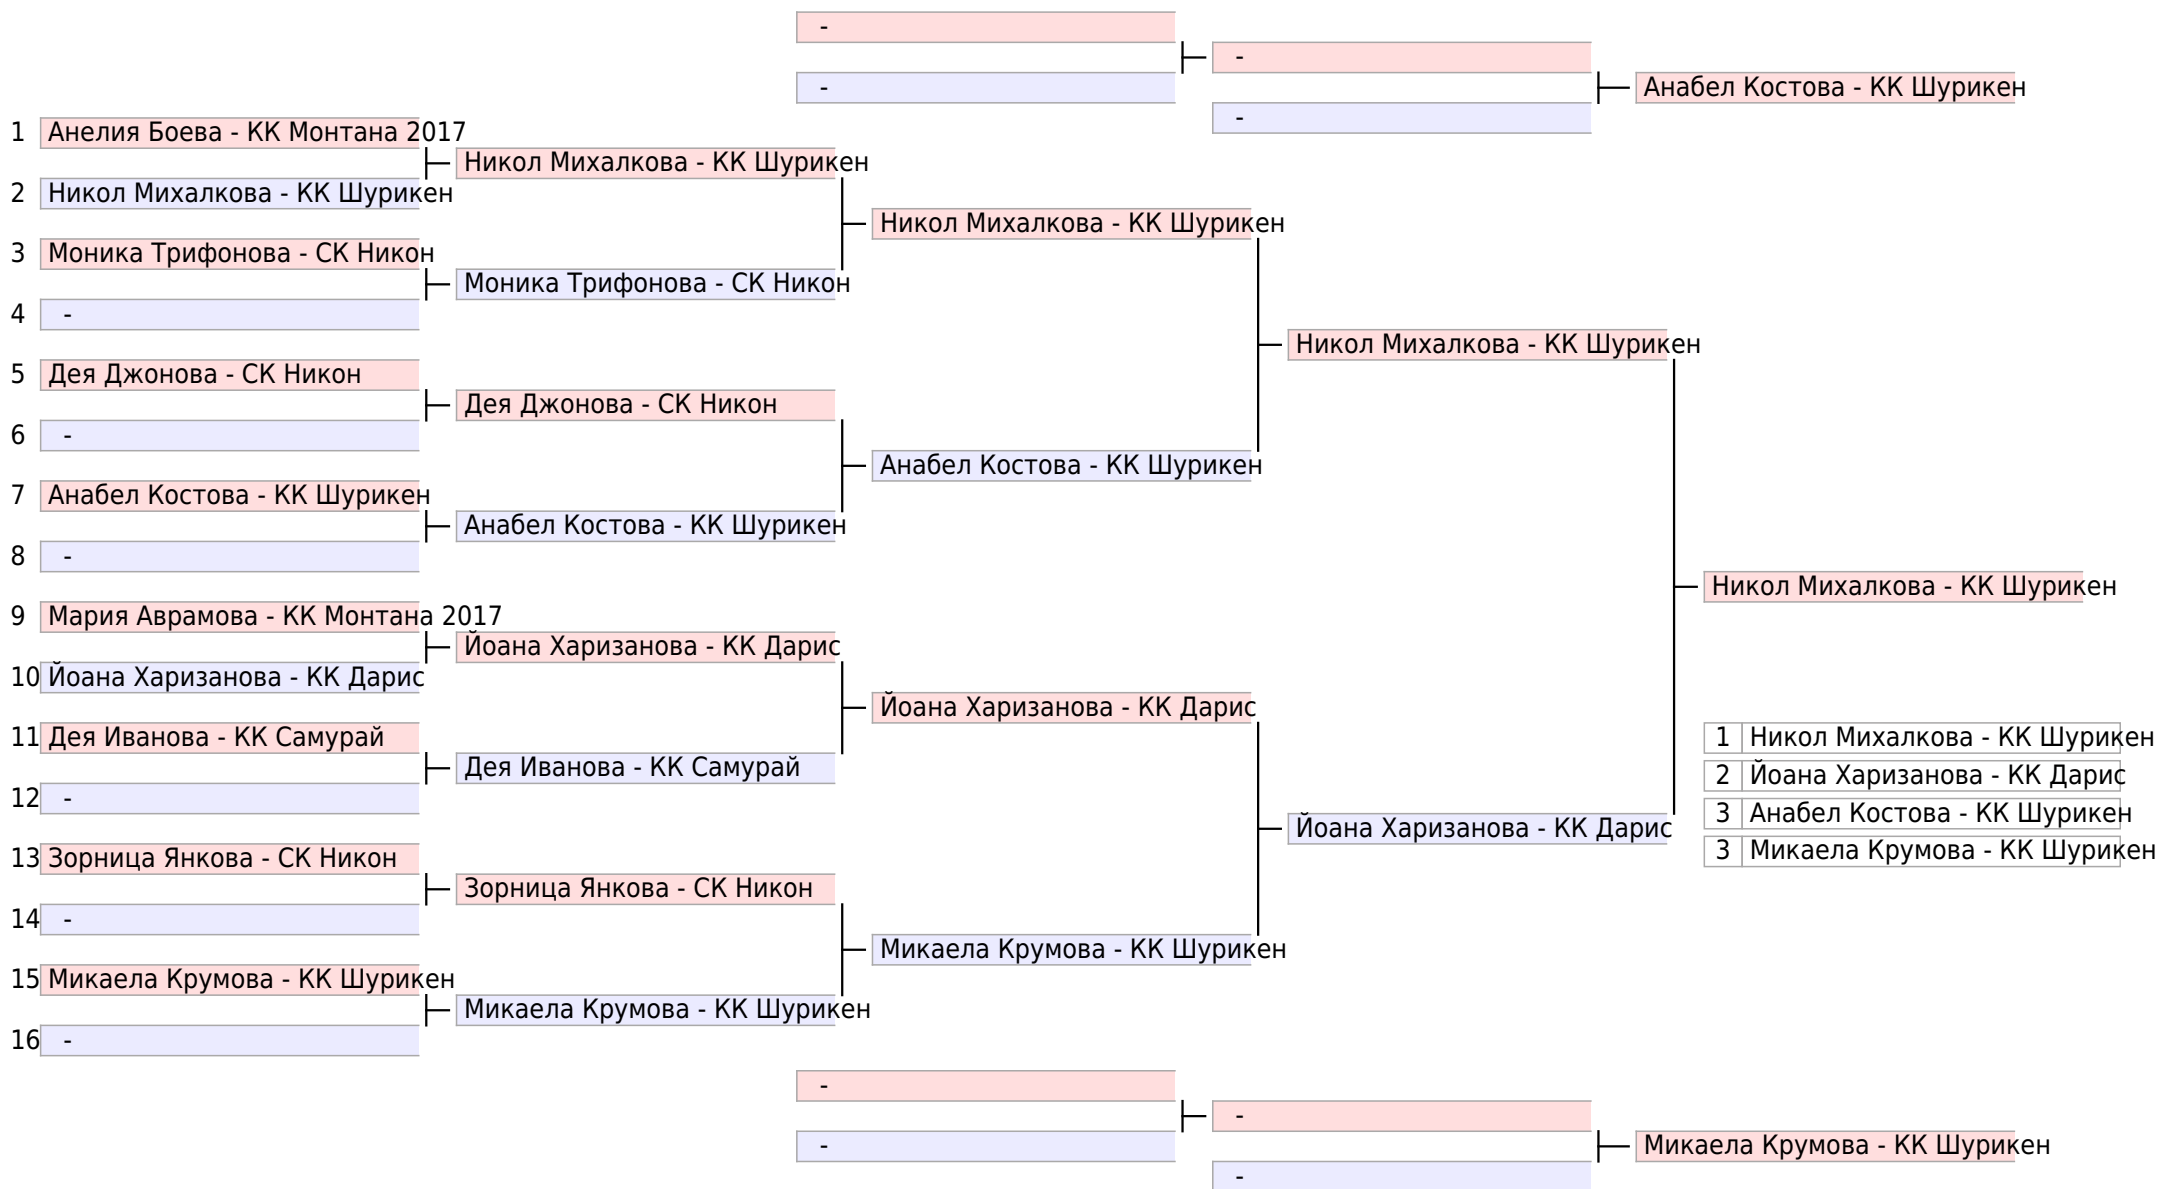 -
-
-
-
Анабел Костова - КК Шурикен
1 Анелия Боева - КК Монтана 2017
2 Никол Михалкова - КК Шурикен
3 Моника Трифонова - СК Никон
4 -
5 Дея Джонова - СК Никон
6 -
7 Анабел Костова - КК Шурикен
8 -
9 Мария Аврамова - КК Монтана 2017
10 Йоана Харизанова - КК Дарис
11 Дея Иванова - КК Самурай
12 -
13 Зорница Янкова - СК Никон
14 -
15 Микаела Крумова - КК Шурикен
16 -
Никол Михалкова - КК Шурикен
Моника Трифонова - СК Никон
Дея Джонова - СК Никон
Анабел Костова - КК Шурикен
Йоана Харизанова - КК Дарис
Дея Иванова - КК Самурай
Зорница Янкова - СК Никон
Микаела Крумова - КК Шурикен
Никол Михалкова - КК Шурикен
Анабел Костова - КК Шурикен
Йоана Харизанова - КК Дарис
Микаела Крумова - КК Шурикен
Никол Михалкова - КК Шурикен
Йоана Харизанова - КК Дарис
Никол Михалкова - КК Шурикен
1 Никол Михалкова - КК Шурикен
2 Йоана Харизанова - КК Дарис
3 Анабел Костова - КК Шурикен
3 Микаела Крумова - КК Шурикен
-
-
-
-
Микаела Крумова - КК Шурикен